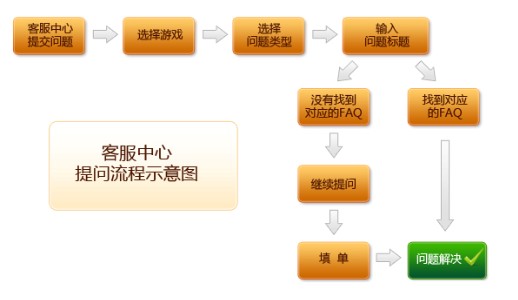 客服中心
提交问题
选择游戏
选择
问题类型
输入
问题标题
没有找到
对应的FAQ
找到对应
的FAQ
客服中心
提问流程示意图
继续提问
填 单
问题解决